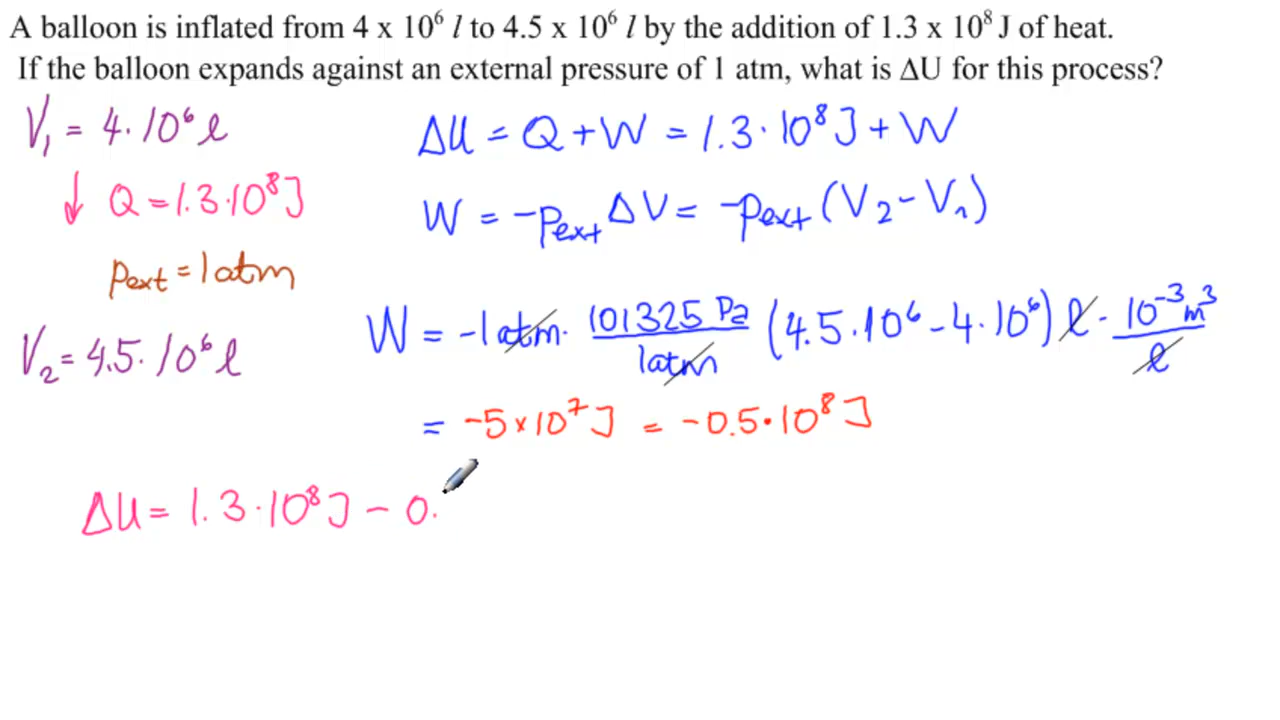 A balloon is inflated from 4 x 10⁶ l to 4.5 x 10⁶ l by the addition of 1.3 x 10⁸ J of heat.
If the balloon expands against an external pressure of 1 atm, what is ΔU for this process?
V₁ = 4·10⁶ l
↓ Q = 1.3·10⁸ J
pext = 1 atm
V₂ = 4.5·10⁶ l
ΔU = Q + W = 1.3·10⁸ J + W
W = -pext ΔV = -pext (V₂ - V₁)
W = -1 atm · 101325 Pa / 1 atm (4.5·10⁶ - 4·10⁶) l · 10⁻³ m³ / l
= -5 × 10⁷ J = -0.5·10⁸ J
ΔU = 1.3·10⁸ J - 0.